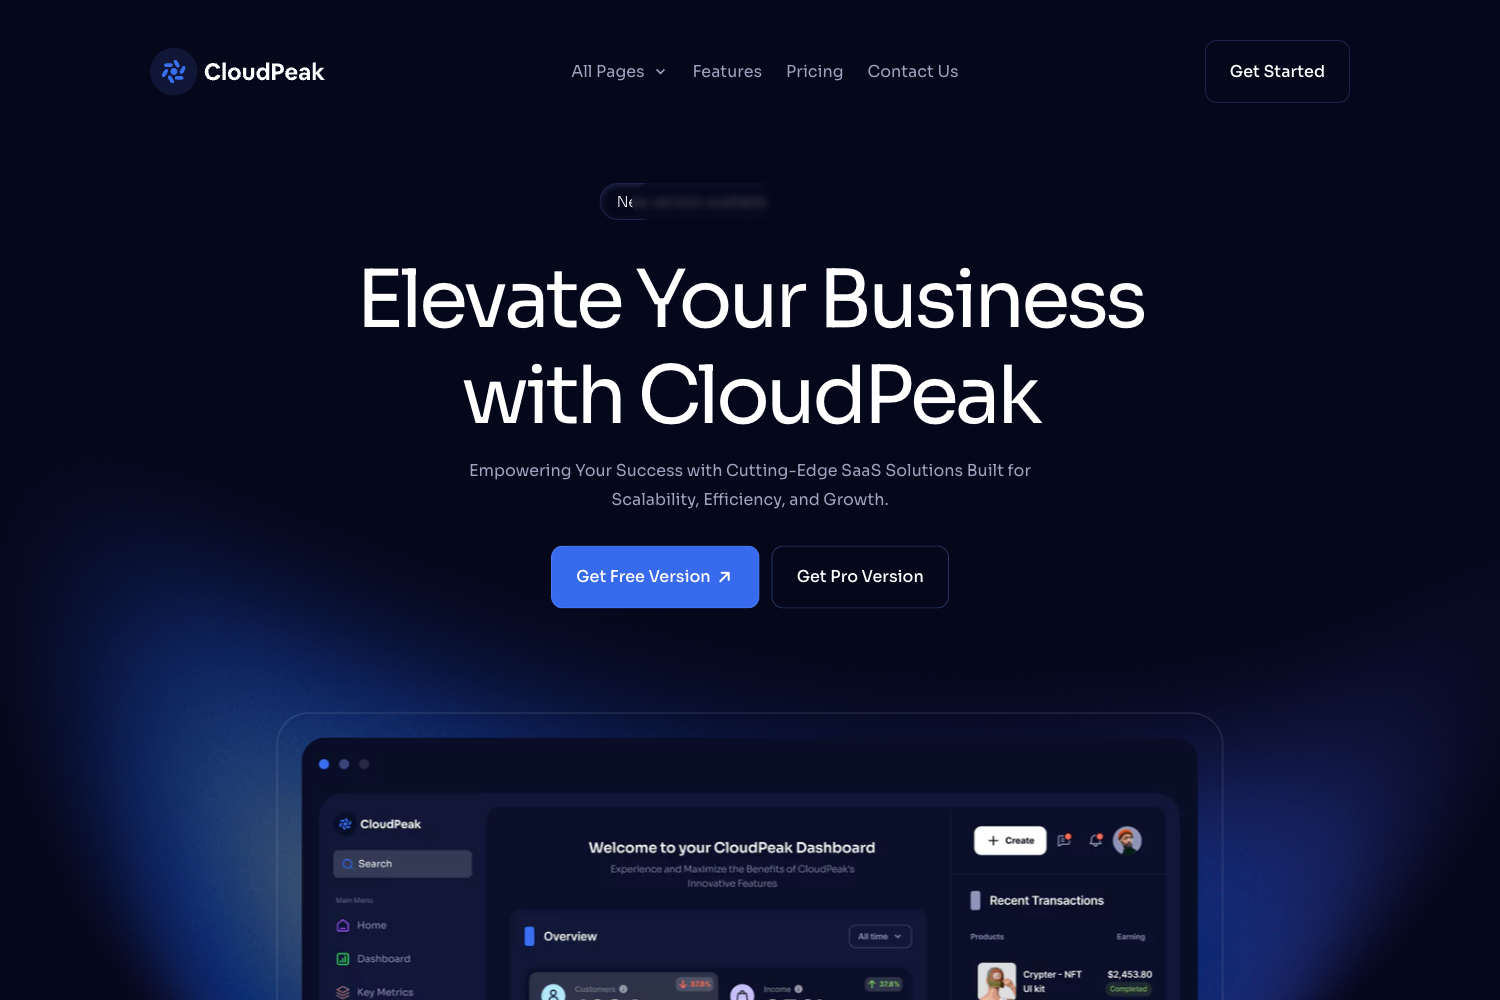 CloudPeak
All Pages
Features
Pricing
Contact Us
Get Started
Elevate Your Business
with CloudPeak
Empowering Your Success with Cutting-Edge SaaS Solutions Built for
Scalability, Efficiency, and Growth.
Get Free Version
Get Pro Version
CloudPeak
Search
Main Menu
Home
Dashboard
Key Metrics
Welcome to your CloudPeak Dashboard
Experience and Maximize the Benefits of CloudPeak's
Innovative Features
Overview
All time
Customers
37.8%
Income
37.8%
Create
Recent Transactions
Products
Earning
Crypter - NFT
UI kit
$2,453.80
Completed